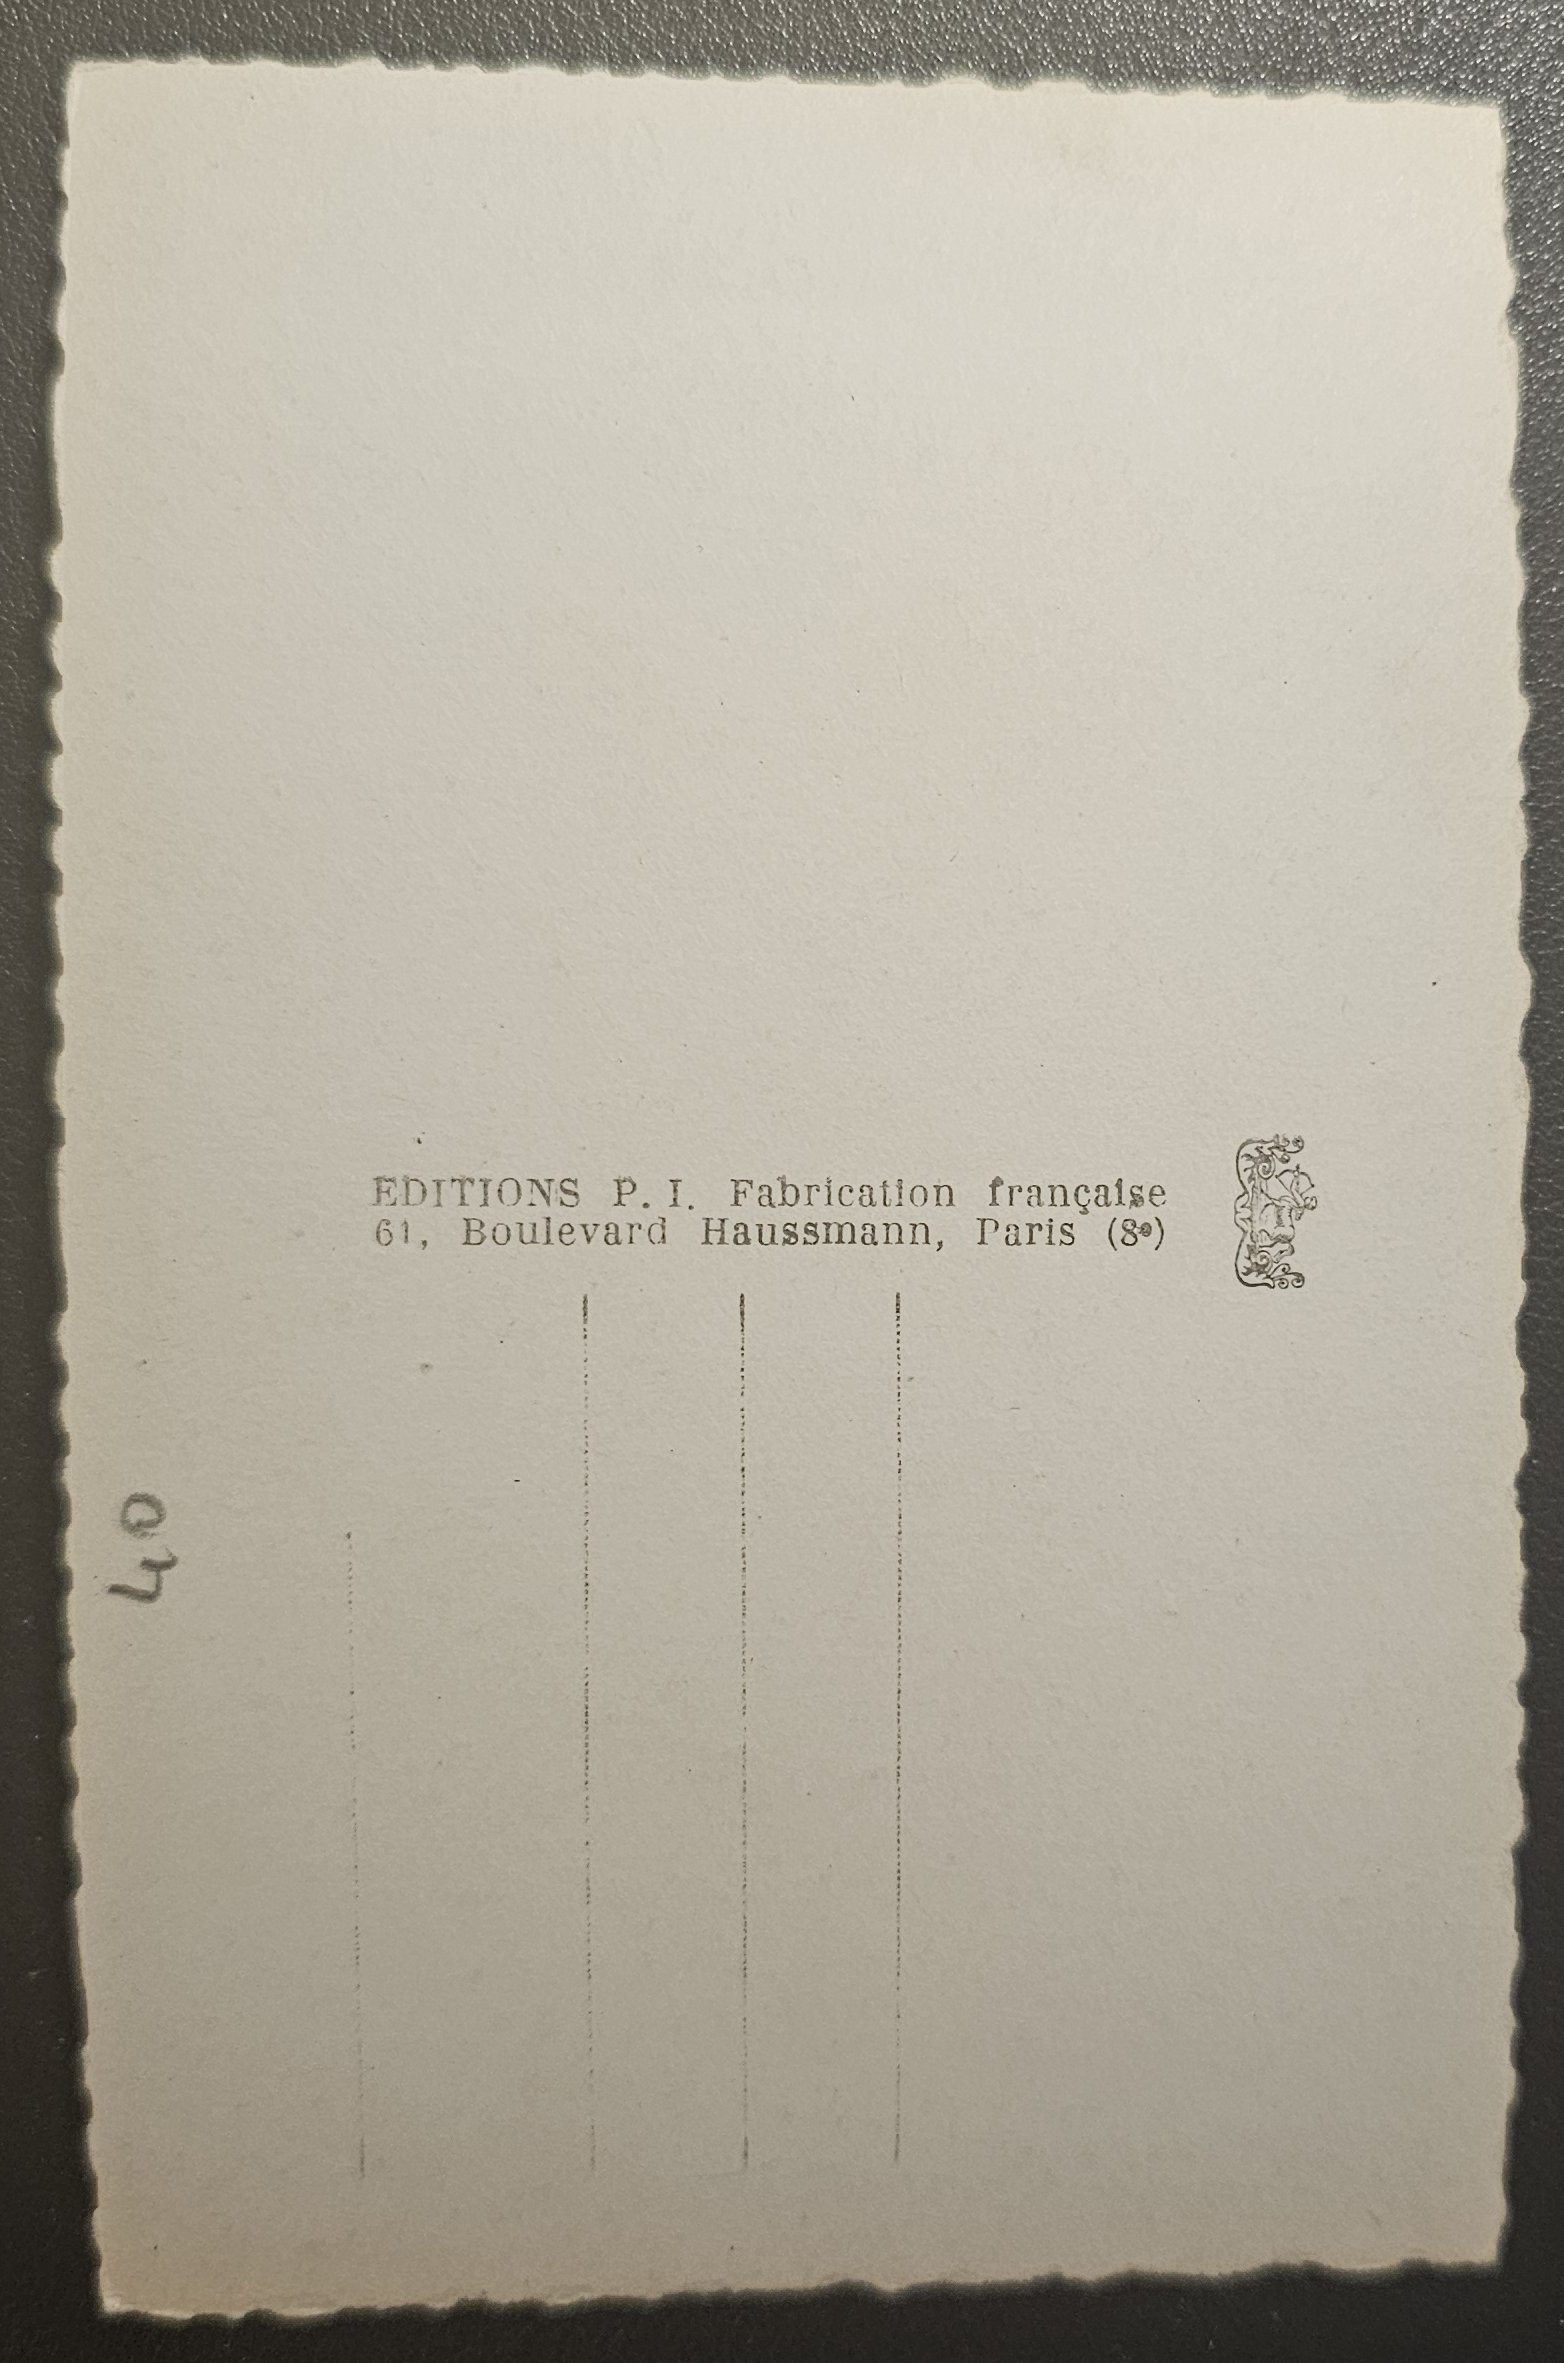 EDITIONS P. I. Fabrication française
61, Boulevard Haussmann, Paris (8e)
40